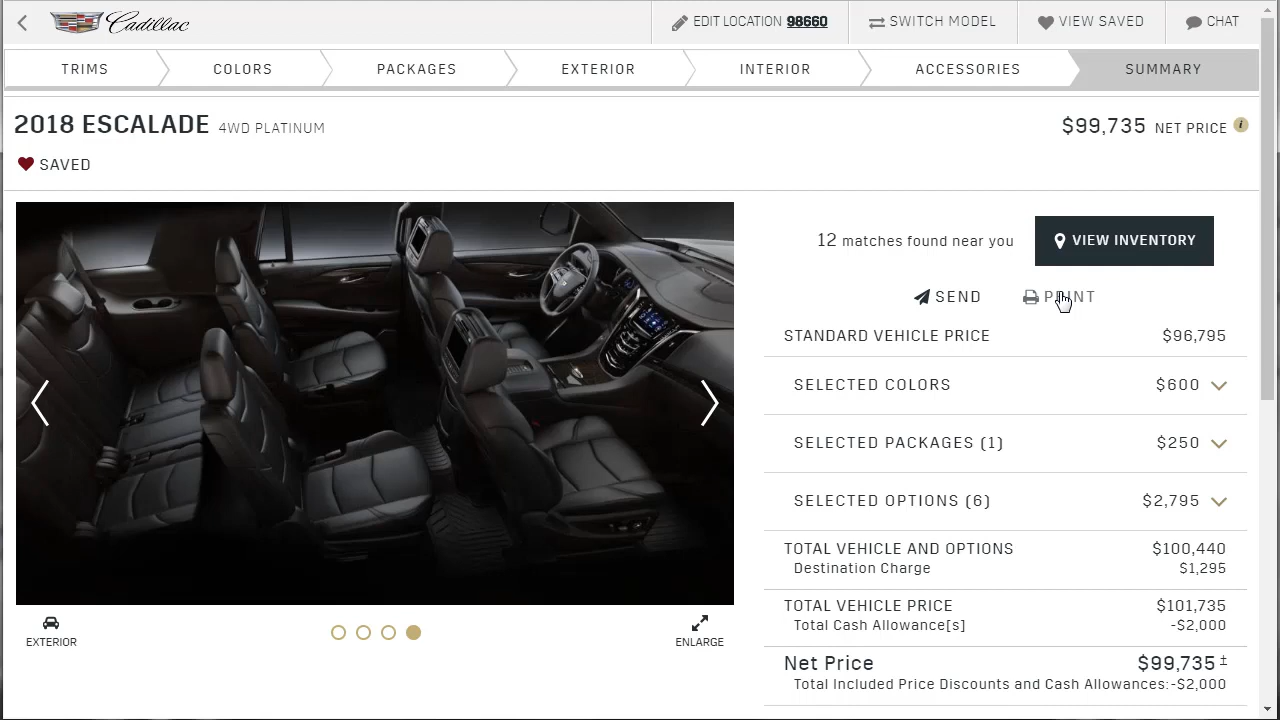 Cadillac
EDIT LOCATION 98660
SWITCH MODEL
VIEW SAVED
CHAT
TRIMS
COLORS
PACKAGES
EXTERIOR
INTERIOR
ACCESSORIES
SUMMARY
2018 ESCALADE 4WD PLATINUM
$99,735 NET PRICE i
SAVED
12 matches found near you
VIEW INVENTORY
SEND
PRINT
STANDARD VEHICLE PRICE $96,795
SELECTED COLORS $600
SELECTED PACKAGES (1) $250
SELECTED OPTIONS (6) $2,795
TOTAL VEHICLE AND OPTIONS $100,440
Destination Charge $1,295
TOTAL VEHICLE PRICE $101,735
Total Cash Allowance[s] -$2,000
Net Price $99,735 ±
Total Included Price Discounts and Cash Allowances:-$2,000
EXTERIOR
ENLARGE